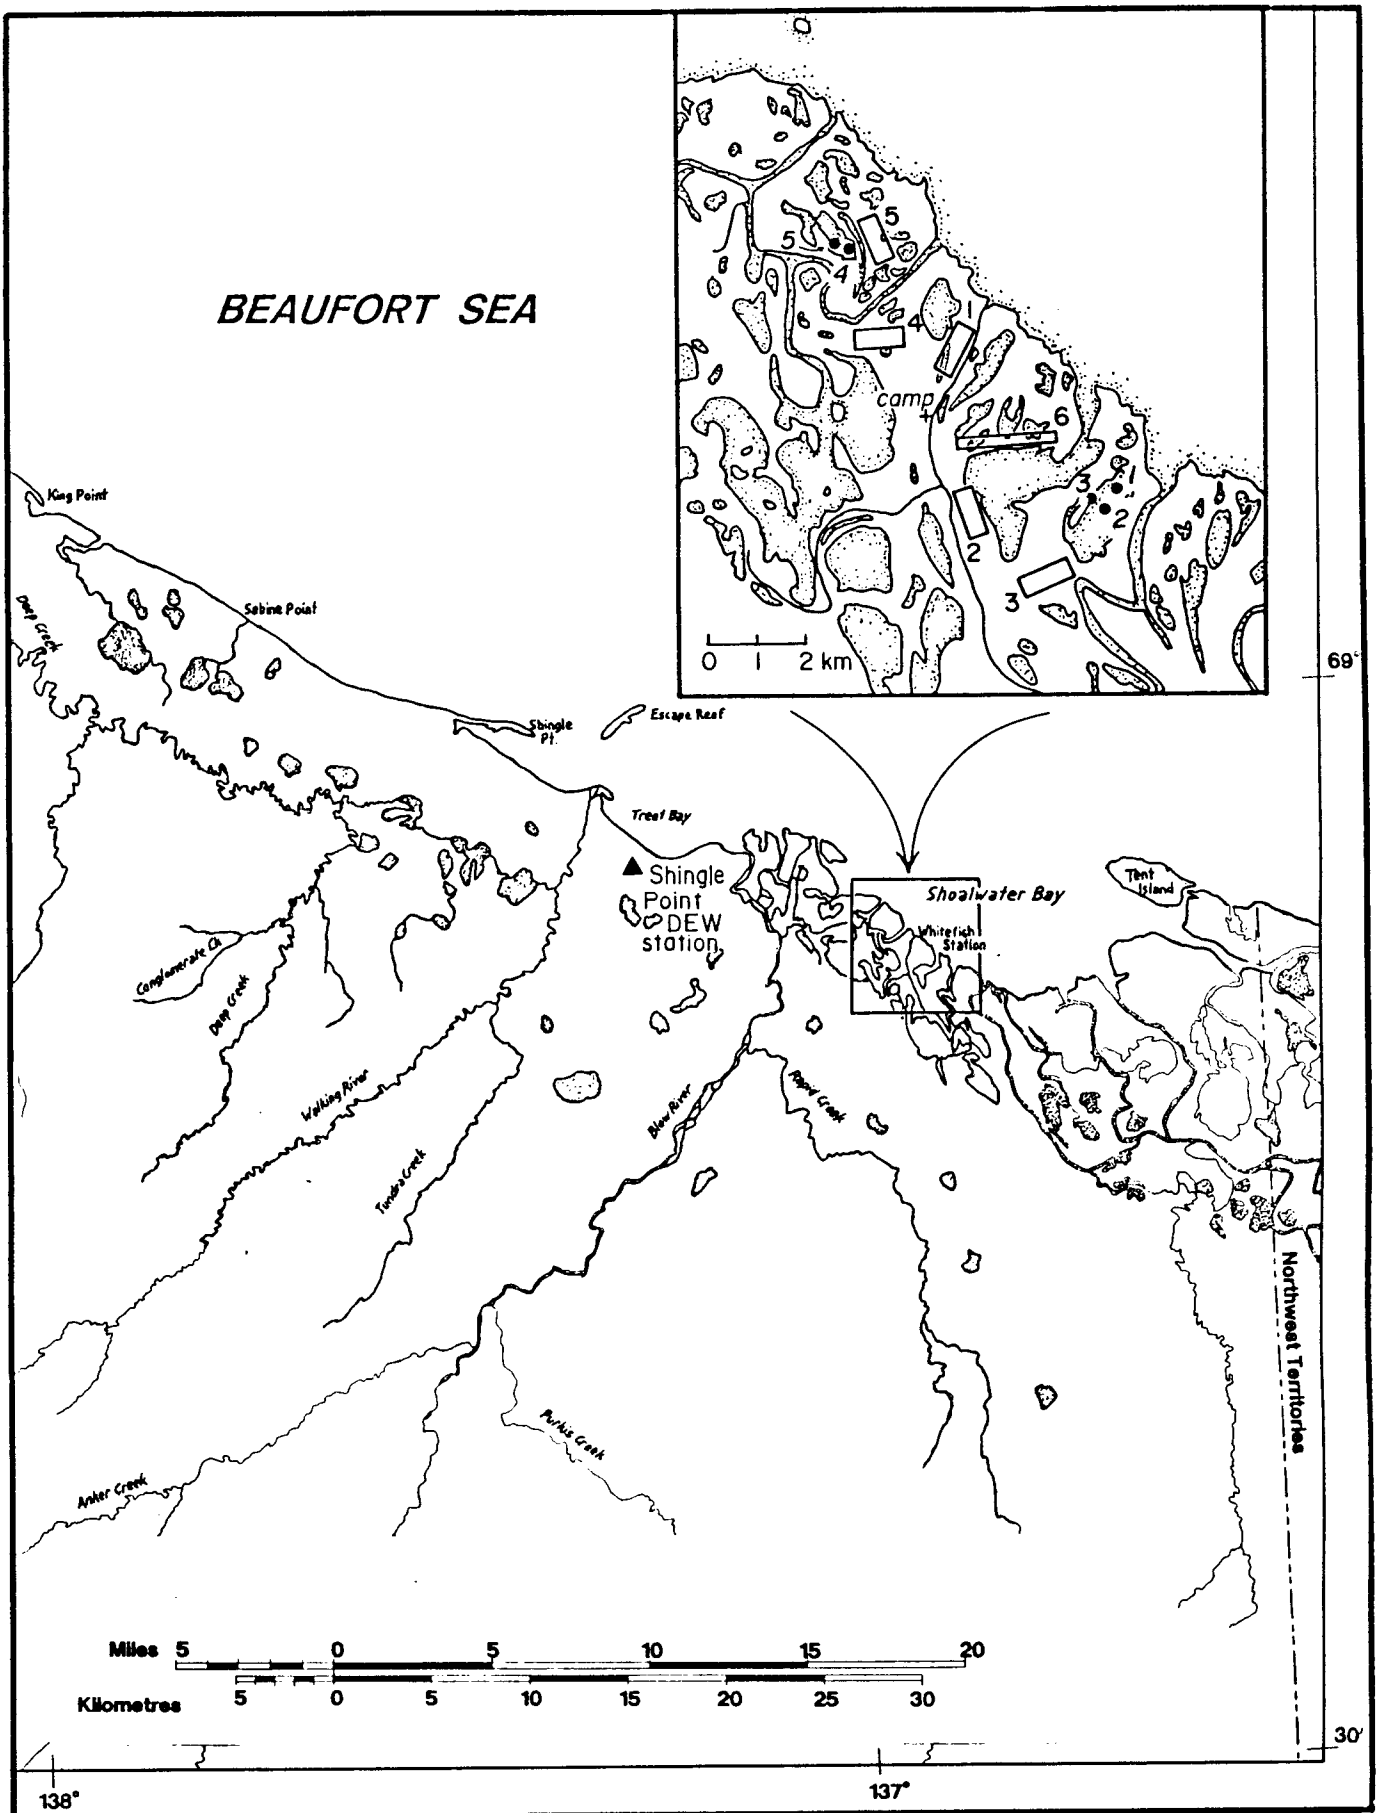 BEAUFORT SEA
5
5
4
4
1
camp
6
3
1
2
2
3
0 1 2 km
69°
King Point
Deep Creek
Sabine Point
Shingle
Pt.
Escape Reef
Trent Bay
Shingle
Point
DEW
station
Shoalwater Bay
Whitefish
Station
Tent
Island
Conglomerate Ck
Deep Creek
Walking River
Tundra Creek
Blow River
Rapid Creek
Purkis Creek
Anker Creek
Northwest Territories
Miles 5 0 5 10 15 20
Kilometres 5 0 5 10 15 20 25 30
30'
138°
137°